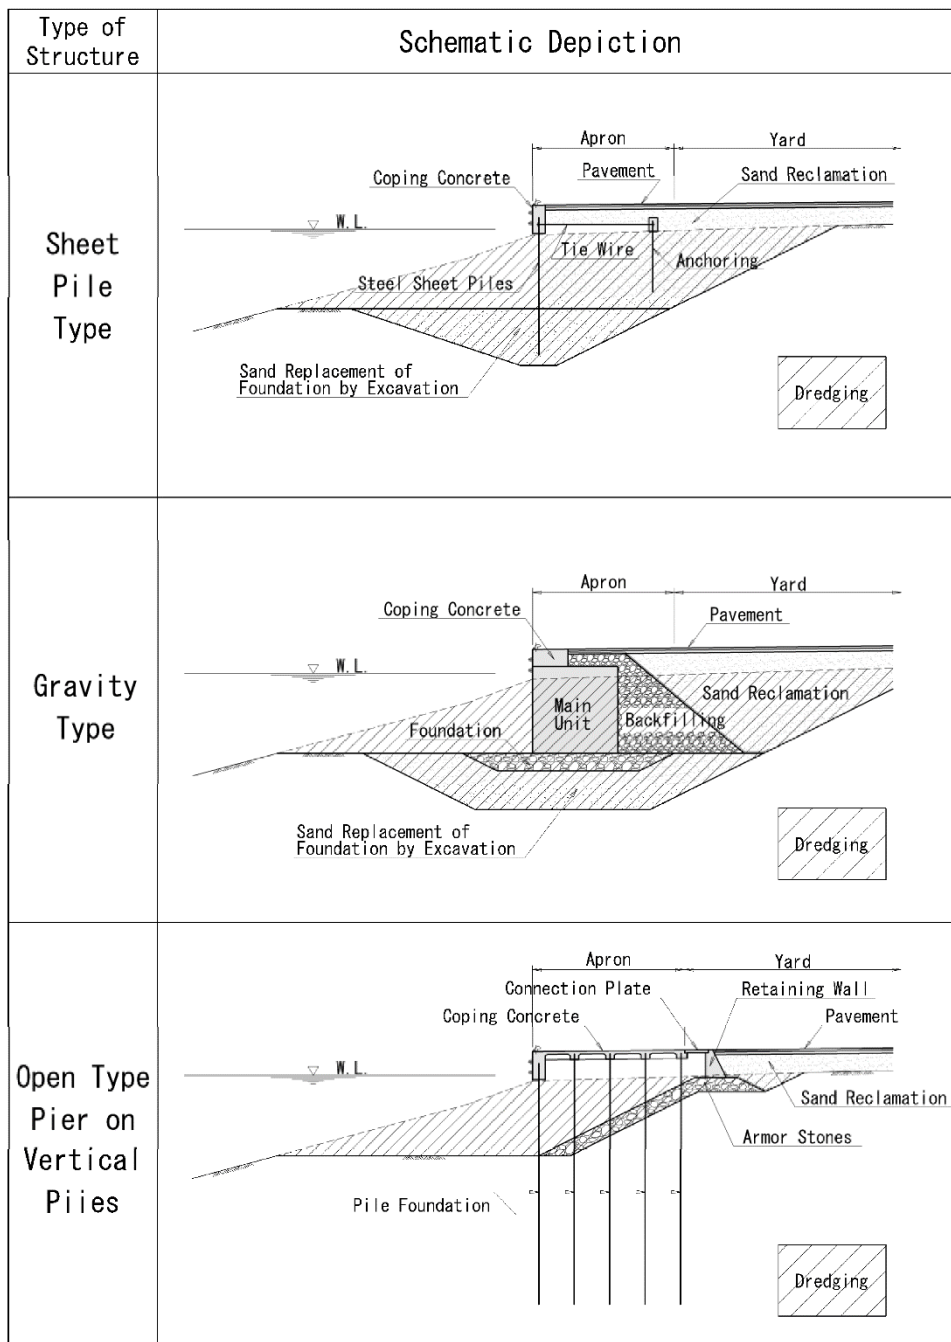 Type of
Structure
Schematic Depiction
Sheet
Pile
Type
Apron
Yard
Coping Concrete
Pavement
Sand Reclamation
W.L.
Tie Wire
Anchoring
Steel Sheet Piles
Sand Replacement of
Foundation by Excavation
Dredging
Gravity
Type
Apron
Yard
Coping Concrete
Pavement
W.L.
Main
Unit
Sand Reclamation
Backfilling
Foundation
Sand Replacement of
Foundation by Excavation
Dredging
Open Type
Pier on
Vertical
Piies
Apron
Yard
Connection Plate
Retaining Wall
Coping Concrete
Pavement
W.L.
Sand Reclamation
Armor Stones
Pile Foundation
Dredging